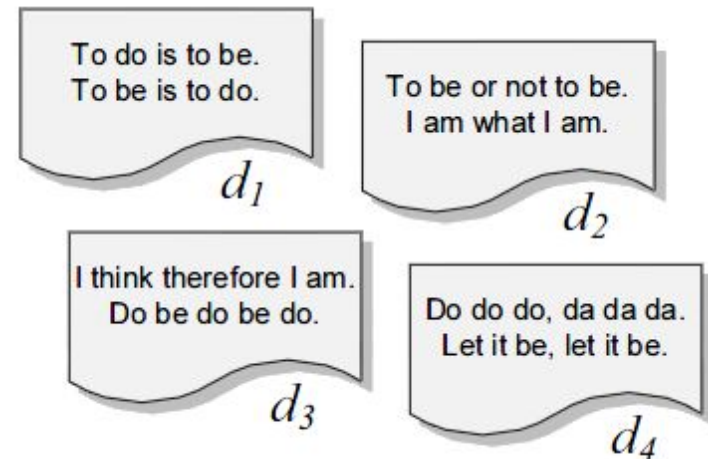 To do is to be.
To be is to do.
d1
To be or not to be.
I am what I am.
d2
I think therefore I am.
Do be do be do.
d3
Do do do, da da da.
Let it be, let it be.
d4